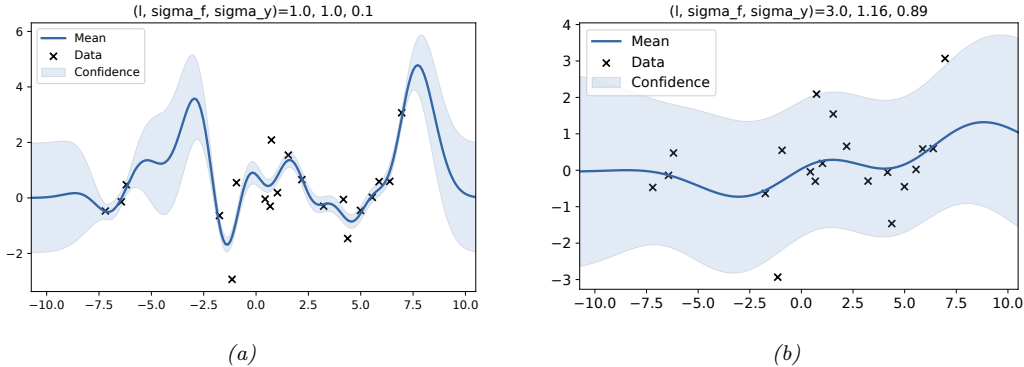 (l, sigma_f, sigma_y)=1.0, 1.0, 0.1
6
4
2
0
−2
Mean
Data
Confidence
−10.0 −7.5 −5.0 −2.5 0.0 2.5 5.0 7.5 10.0
(a)
(l, sigma_f, sigma_y)=3.0, 1.16, 0.89
4
3
2
1
0
−1
−2
−3
Mean
Data
Confidence
−10.0 −7.5 −5.0 −2.5 0.0 2.5 5.0 7.5 10.0
(b)